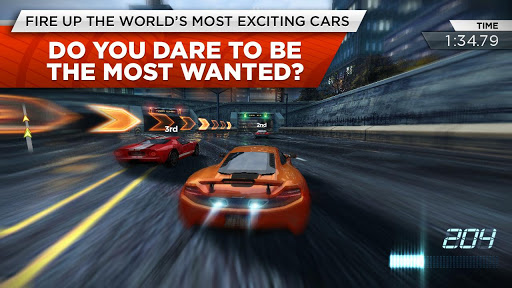 FIRE UP THE WORLD'S MOST EXCITING CARS
DO YOU DARE TO BE
THE MOST WANTED?
TIME
1:34.79
3rd
2nd
204